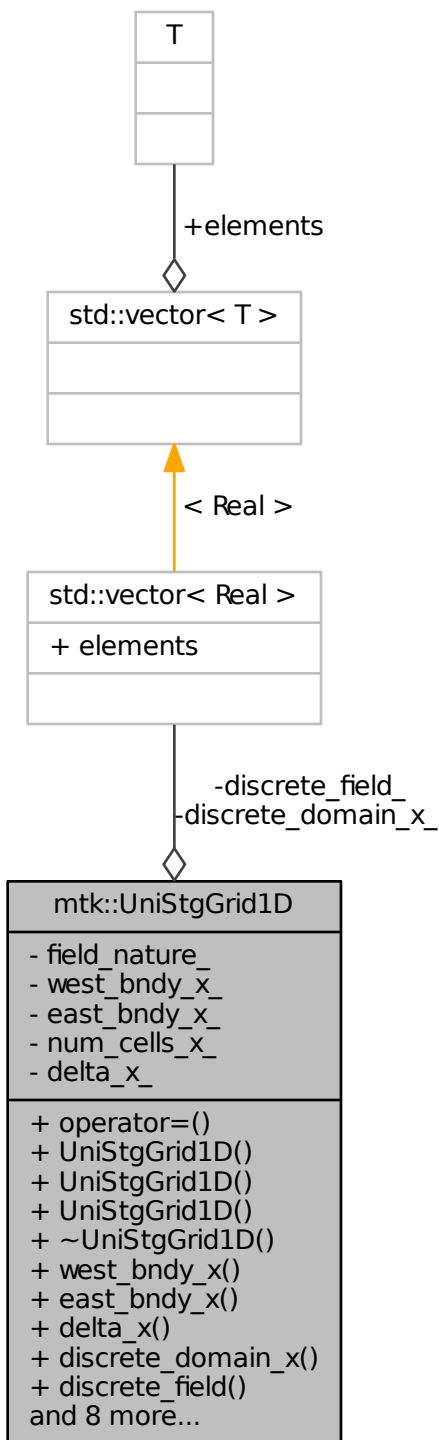 T
+elements
std::vector< T >
< Real >
std::vector< Real >
+ elements
-discrete_field_
-discrete_domain_x_
mtk::UniStgGrid1D
- field_nature_
- west_bndy_x_
- east_bndy_x_
- num_cells_x_
- delta_x_
+ operator=()
+ UniStgGrid1D()
+ UniStgGrid1D()
+ UniStgGrid1D()
+ ~UniStgGrid1D()
+ west_bndy_x()
+ east_bndy_x()
+ delta_x()
+ discrete_domain_x()
+ discrete_field()
and 8 more...